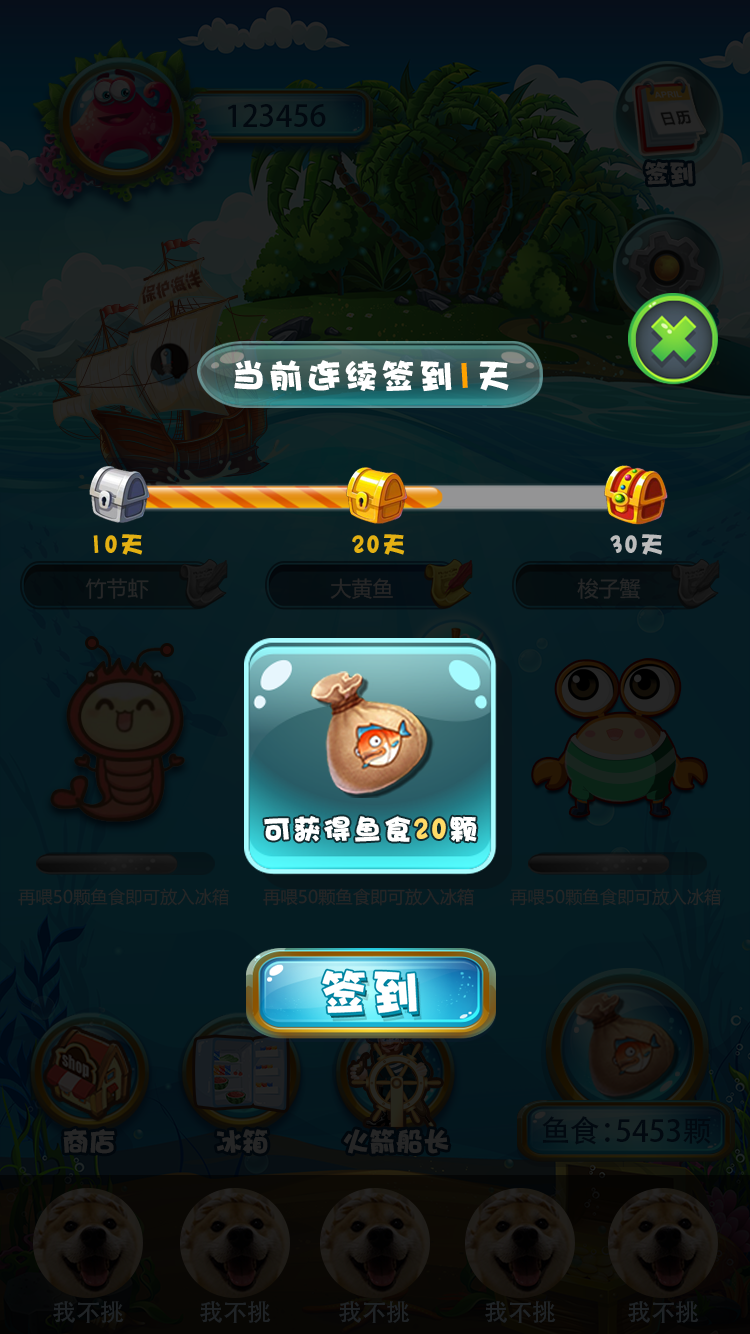 123456
日历
签到
保护海洋
当前连续签到1天
10天
20天
30天
竹节虾
大黄鱼
梭子蟹
可获得鱼食20颗
再喂50颗鱼食即可放入冰箱
再喂50颗鱼食即可放入冰箱
再喂50颗鱼食即可放入冰箱
签到
shop
商店
冰箱
火箭船长
鱼食:5453颗
我不挑
我不挑
我不挑
我不挑
我不挑